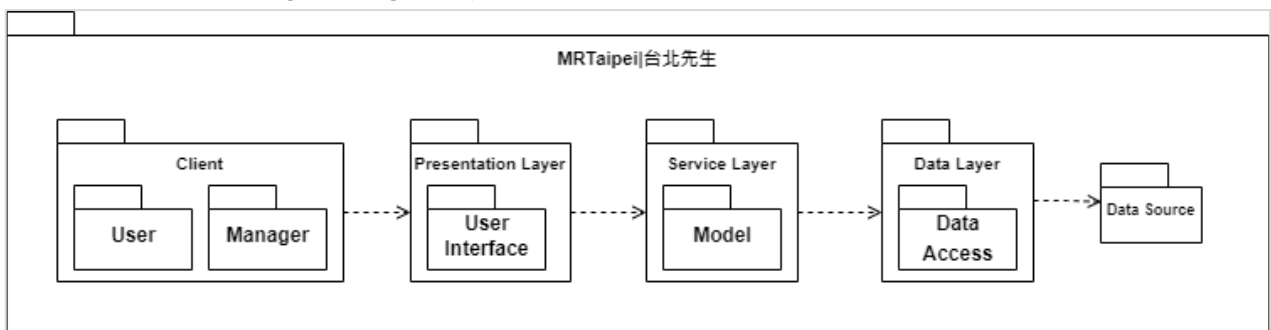 MRTaipei|台北先生
Client
User
Manager
Presentation Layer
User
Interface
Service Layer
Model
Data Layer
Data
Access
Data Source